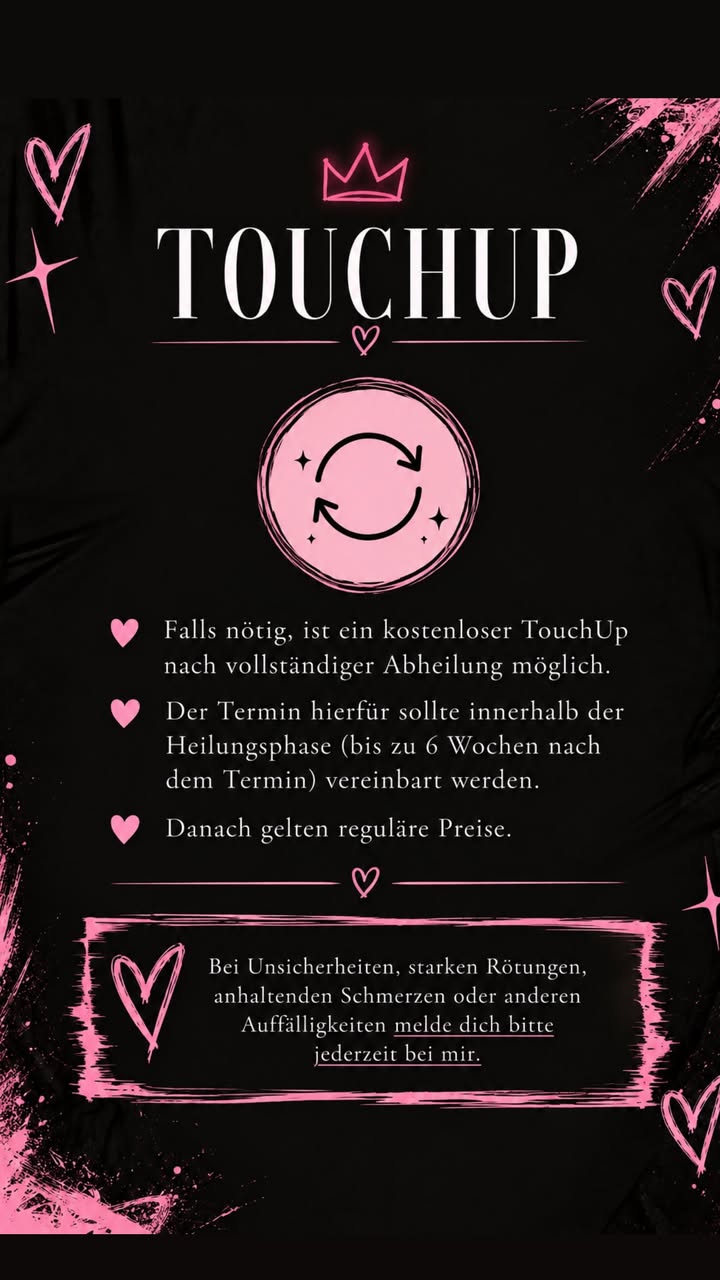 TOUCHUP
Falls nötig, ist ein kostenloser TouchUp
nach vollständiger Abheilung möglich.
Der Termin hierfür sollte innerhalb der
Heilungsphase (bis zu 6 Wochen nach
dem Termin) vereinbart werden.
Danach gelten reguläre Preise.
Bei Unsicherheiten, starken Rötungen,
anhaltenden Schmerzen oder anderen
Auffälligkeiten melde dich bitte
jederzeit bei mir.